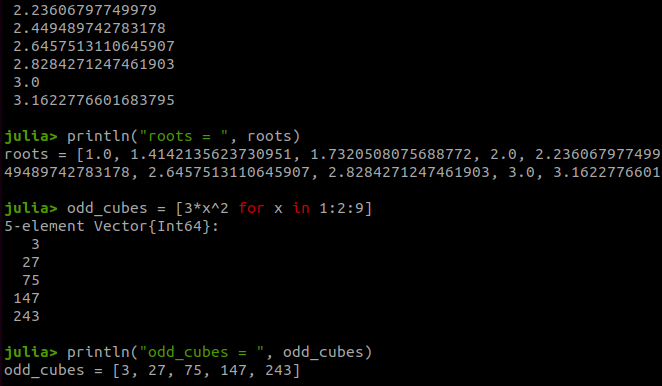 2.23606797749979
2.449489742783178
2.6457513110645907
2.8284271247461903
3.0
3.1622776601683795
julia> println("roots = ", roots)
roots = [1.0, 1.4142135623730951, 1.7320508075688772, 2.0, 2.236067977499
49489742783178, 2.6457513110645907, 2.8284271247461903, 3.0, 3.1622776601
julia> odd_cubes = [3*x^2 for x in 1:2:9]
5-element Vector{Int64}:
3
27
75
147
243
julia> println("odd_cubes = ", odd_cubes)
odd_cubes = [3, 27, 75, 147, 243]